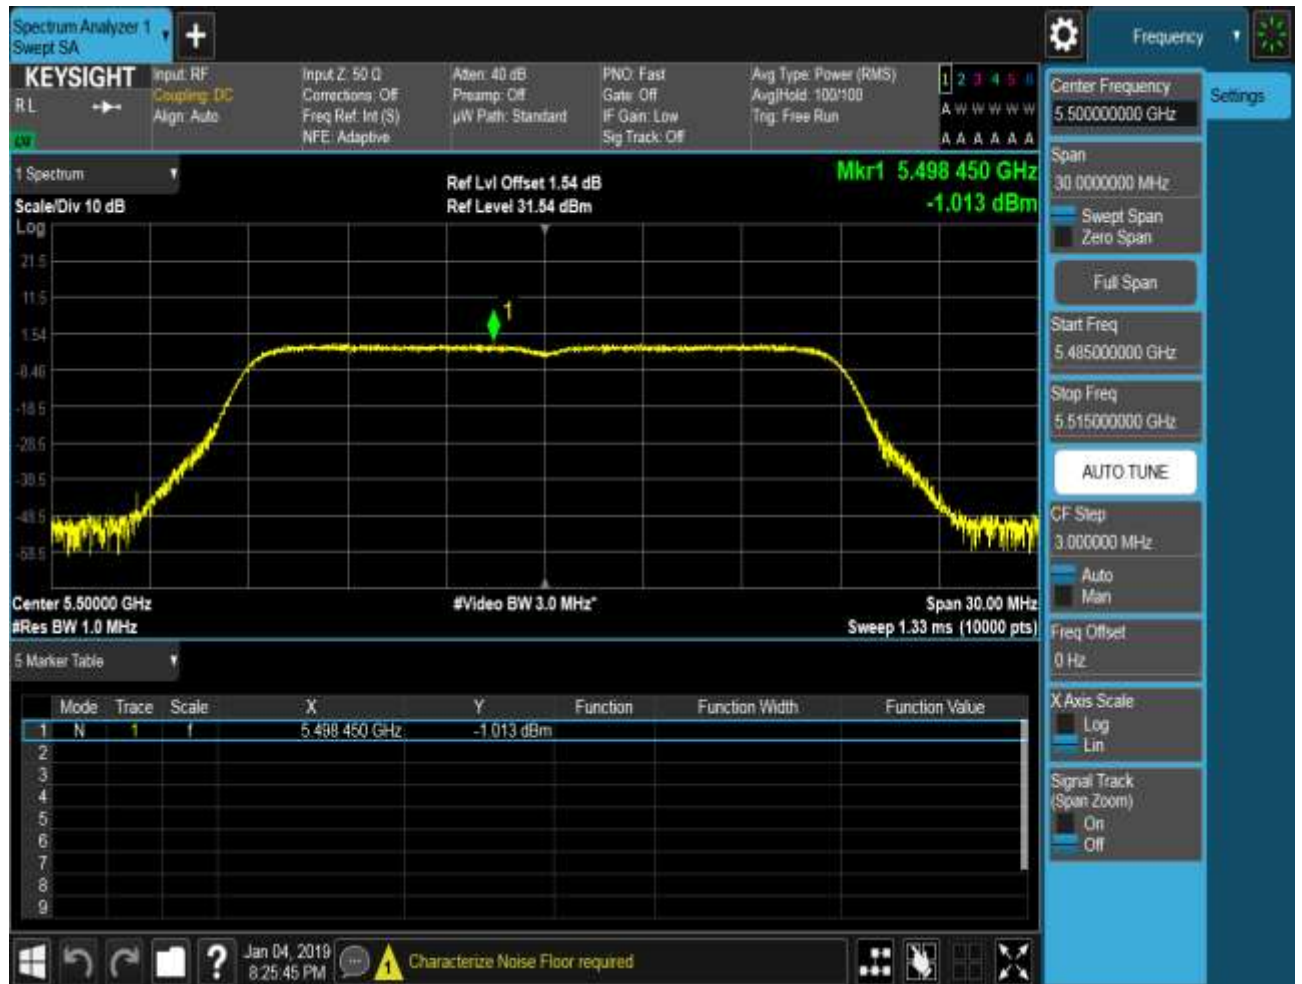 Spectrum Analyzer 1
Swept SA
+
Frequency
KEYSIGHT
RL
Input: RF
Coupling: DC
Align: Auto
Input Z: 50 Ω
Corrections: Off
Freq Ref: Int (S)
NFE: Adaptive
Atten: 40 dB
Preamp: Off
µW Path: Standard
PNO: Fast
Gate: Off
IF Gain: Low
Sig Track: Off
Avg Type: Power (RMS)
Avg|Hold: 100/100
Trig: Free Run
1 2 3 4 5 6
A W W W W W
A A A A A A
1 Spectrum
Scale/Div 10 dB
Log
Ref Lvl Offset 1.54 dB
Ref Level 31.54 dBm
Mkr1 5.498 450 GHz
-1.013 dBm
21.5
11.5
1.54
-8.46
-18.5
-28.5
-38.5
-48.5
-58.5
1
Center 5.50000 GHz
#Res BW 1.0 MHz
#Video BW 3.0 MHz*
Span 30.00 MHz
Sweep 1.33 ms (10000 pts)
5 Marker Table
Mode Trace Scale X Y Function Function Width Function Value
1 N 1 f 5.498 450 GHz -1.013 dBm
2
3
4
5
6
7
8
9
Center Frequency
5.500000000 GHz
Settings
Span
30.0000000 MHz
Swept Span
Zero Span
Full Span
Start Freq
5.485000000 GHz
Stop Freq
5.515000000 GHz
AUTO TUNE
CF Step
3.000000 MHz
Auto
Man
Freq Offset
0 Hz
X Axis Scale
Log
Lin
Signal Track
(Span Zoom)
On
Off
?
Jan 04, 2019
8:25:45 PM
1
Characterize Noise Floor required